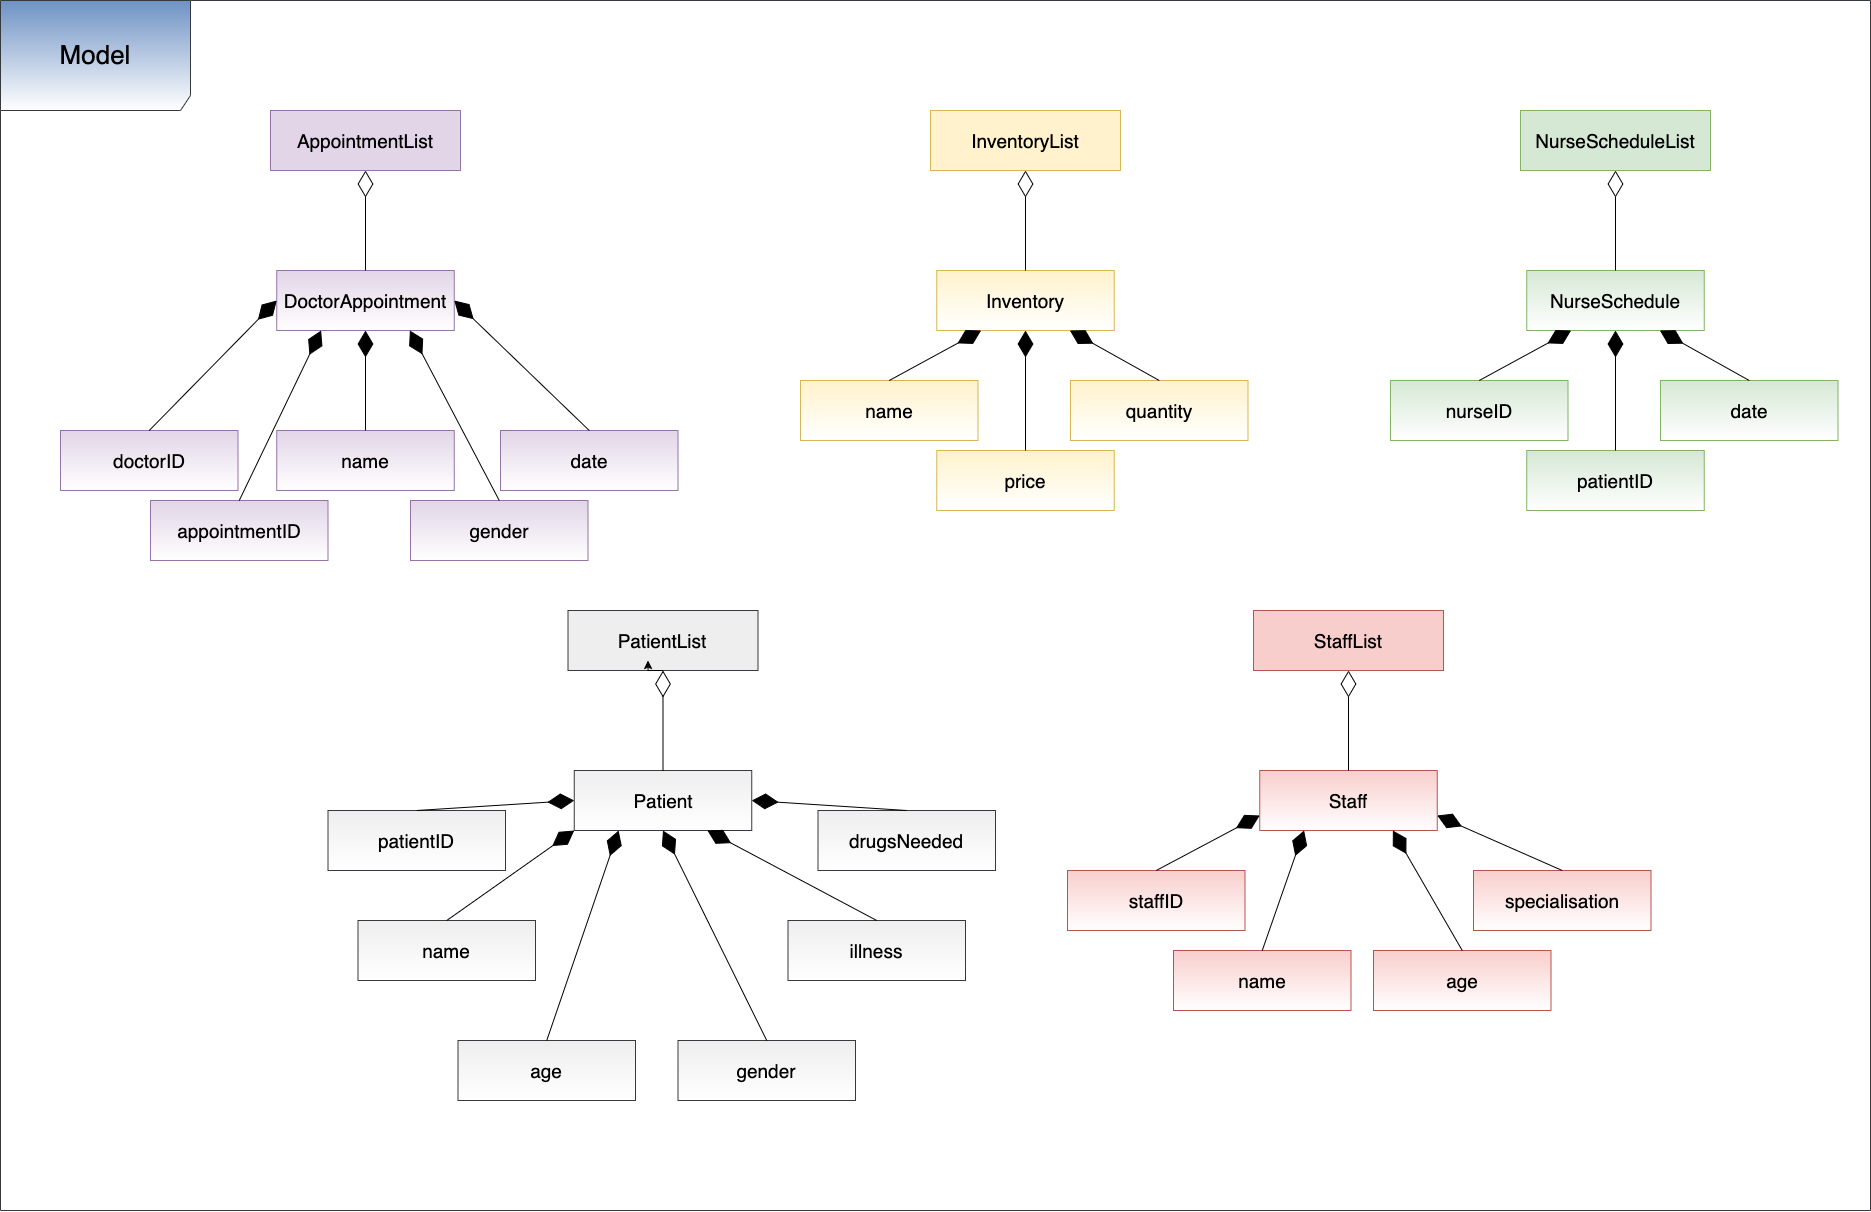 Model
AppointmentList
InventoryList
NurseScheduleList
DoctorAppointment
Inventory
NurseSchedule
name
quantity
nurseID
date
doctorID
name
date
price
patientID
appointmentID
gender
PatientList
StaffList
Patient
Staff
patientID
drugsNeeded
staffID
specialisation
name
illness
name
age
age
gender